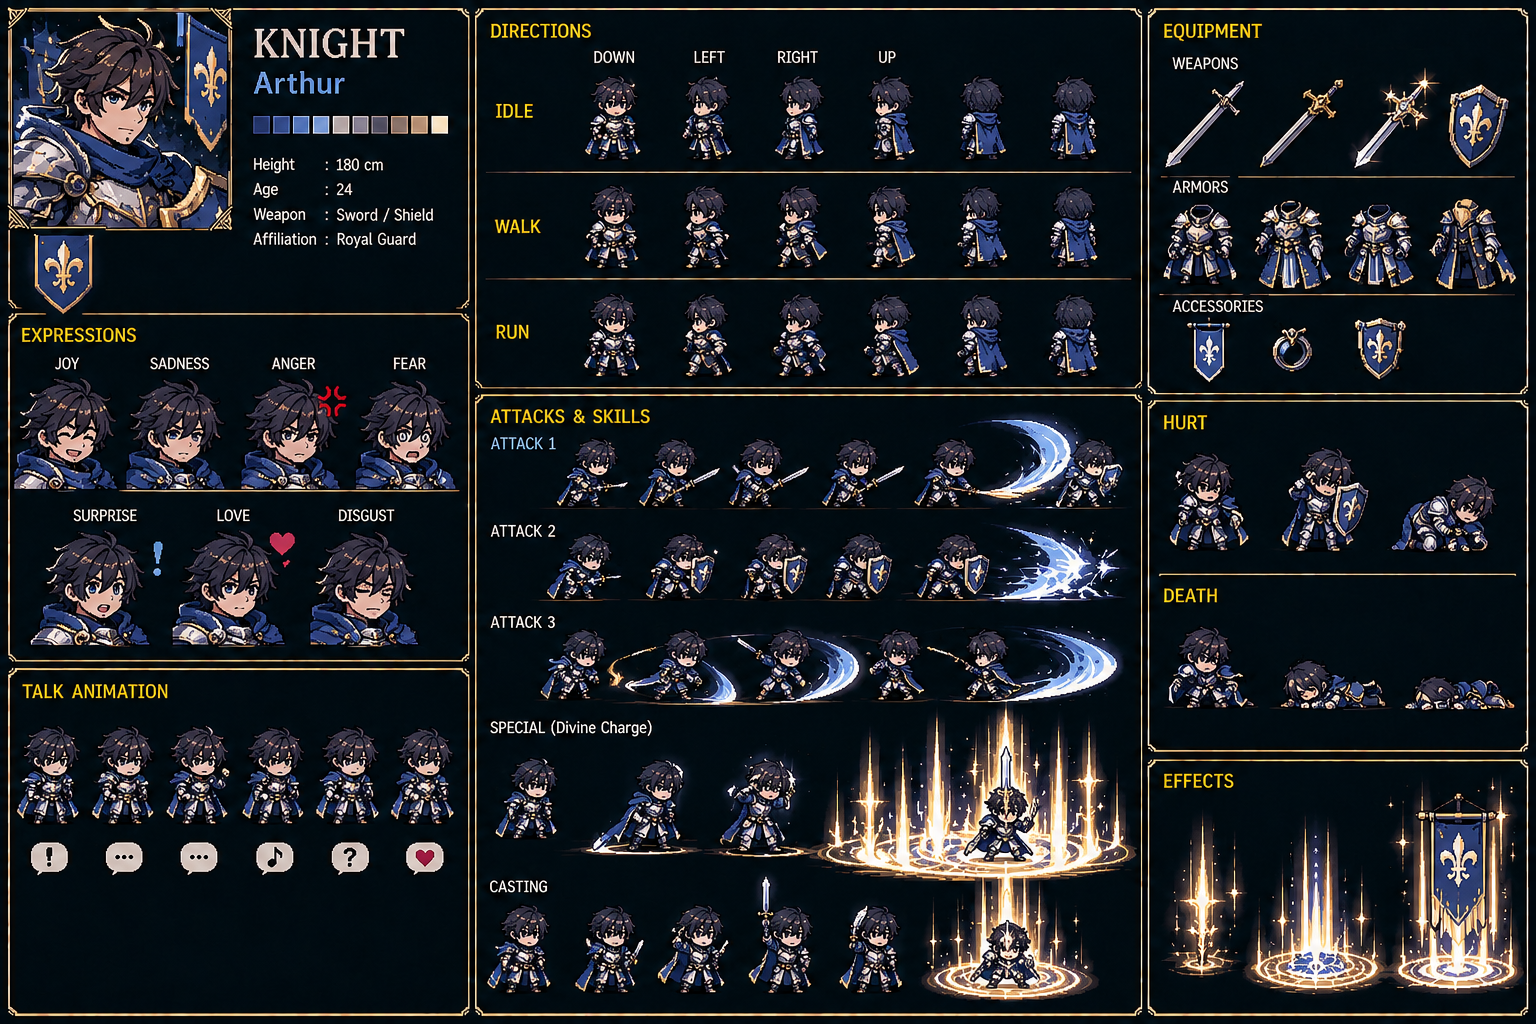 KNIGHT
Arthur
Height : 180 cm
Age : 24
Weapon : Sword / Shield
Affiliation : Royal Guard
EXPRESSIONS
JOY SADNESS ANGER FEAR
SURPRISE LOVE DISGUST
!
TALK ANIMATION
! ... ... ♪ ? ♥
DIRECTIONS
DOWN LEFT RIGHT UP
IDLE
WALK
RUN
ATTACKS & SKILLS
ATTACK 1
ATTACK 2
ATTACK 3
SPECIAL (Divine Charge)
CASTING
EQUIPMENT
WEAPONS
ARMORS
ACCESSORIES
HURT
DEATH
EFFECTS